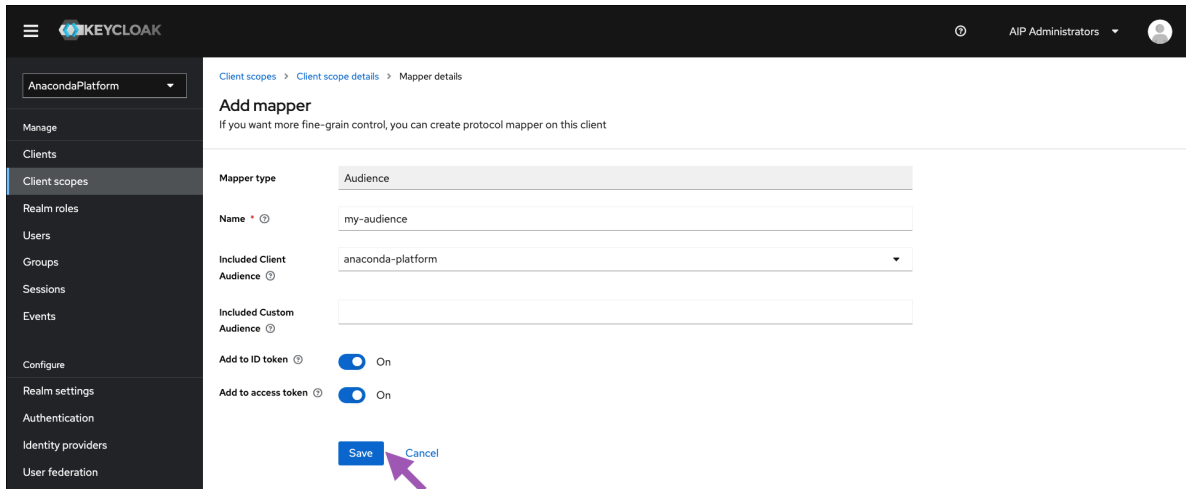 KEYCLOAK
AIP Administrators
AnacondaPlatform
Manage
Clients
Client scopes
Realm roles
Users
Groups
Sessions
Events
Configure
Realm settings
Authentication
Identity providers
User federation
Client scopes > Client scope details > Mapper details
Add mapper
If you want more fine-grain control, you can create protocol mapper on this client
Mapper type
Audience
Name *
my-audience
Included Client
Audience
anaconda-platform
Included Custom
Audience
Add to ID token
On
Add to access token
On
Save
Cancel